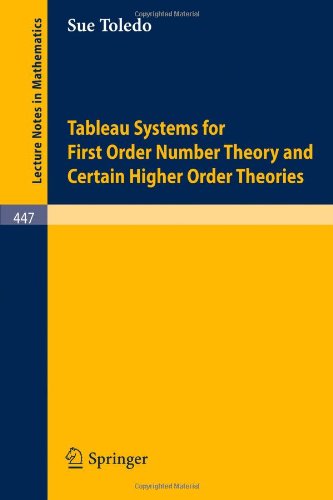 Sue Toledo
Lecture Notes in Mathematics
Tableau Systems for
First Order Number Theory and
Certain Higher Order Theories
447
Springer